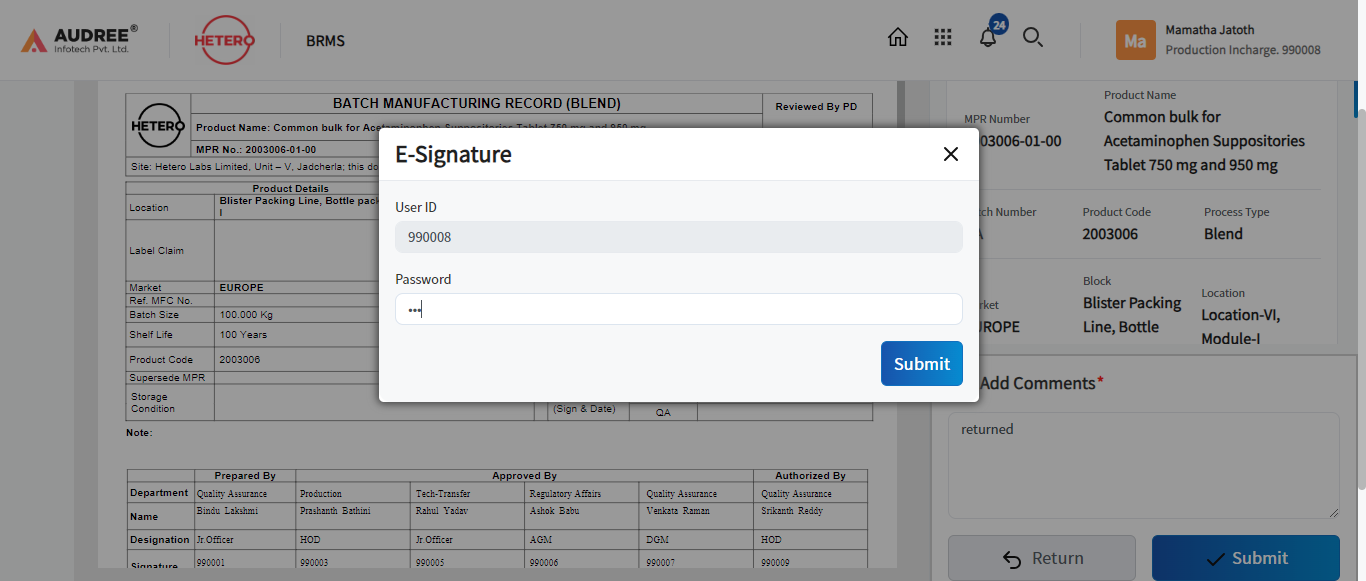 AUDREE®
Infotech Pvt. Ltd.
HETERO
BRMS
24
Ma
Mamatha Jatoth
Production Incharge. 990008
HETERO
BATCH MANUFACTURING RECORD (BLEND)
Reviewed By PD
Product Name: Common bulk for Acetaminophen Suppositories Tablet 750 mg and 950 mg
MPR No.: 2003006-01-00
Site: Hetero Labs Limited, Unit – V, Jadcherla; this do
Product Details
Location
Blister Packing Line, Bottle pack
I
Label Claim
Market
EUROPE
Ref. MFC No.
Batch Size
100.000 Kg
Shelf Life
100 Years
Product Code
2003006
Supersede MPR
Storage
Condition
(Sign & Date)
QA
Note:
Prepared By
Approved By
Authorized By
Department
Quality Assurance
Production
Tech-Transfer
Regulatory Affairs
Quality Assurance
Quality Assurance
Name
Bindu Lakshmi
Prashanth Bathini
Rahul Yadav
Ashok Babu
Venkata Raman
Srikanth Reddy
Designation
Jr.Officer
HOD
Jr.Officer
AGM
DGM
HOD
Signature
990001
990003
990005
990006
990007
990009
E-Signature
User ID
990008
Password
•••
Submit
MPR Number
03006-01-00
Product Name
Common bulk for
Acetaminophen Suppositories
Tablet 750 mg and 950 mg
ch Number
Product Code
2003006
Process Type
Blend
rket
ROPE
Block
Blister Packing
Line, Bottle
Location
Location-VI,
Module-I
Add Comments*
returned
Return
Submit